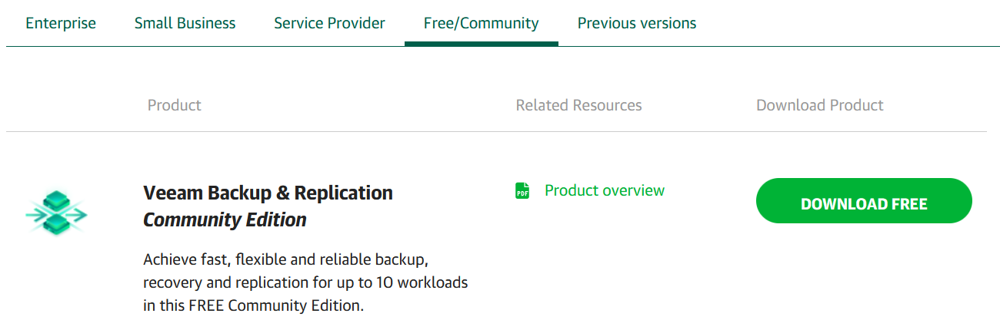 Enterprise Small Business Service Provider Free/Community Previous versions
Product Related Resources Download Product
Veeam Backup & Replication
Community Edition
PDF Product overview
DOWNLOAD FREE
Achieve fast, flexible and reliable backup,
recovery and replication for up to 10 workloads
in this FREE Community Edition.